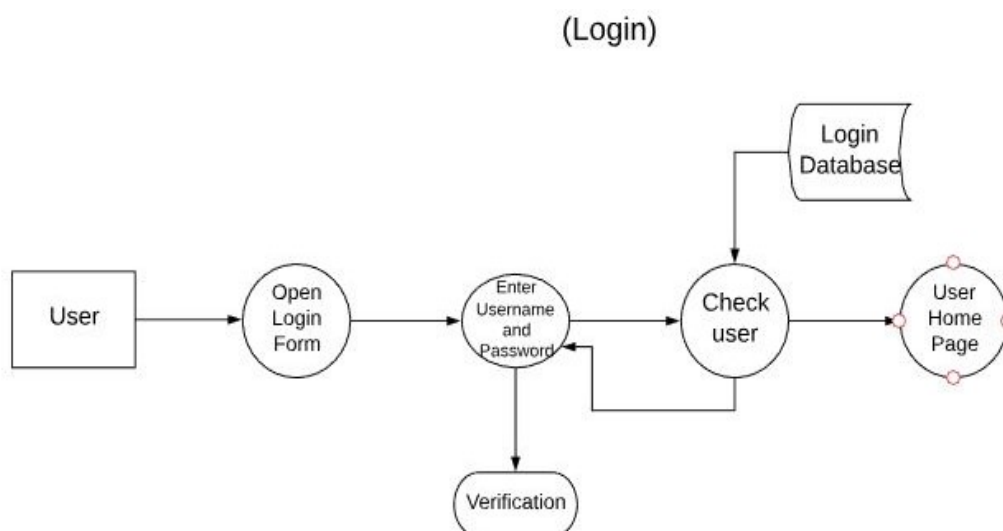 (Login)
Login
Database
User
Open
Login
Form
Enter
Username
and
Password
Check
user
User
Home
Page
Verification